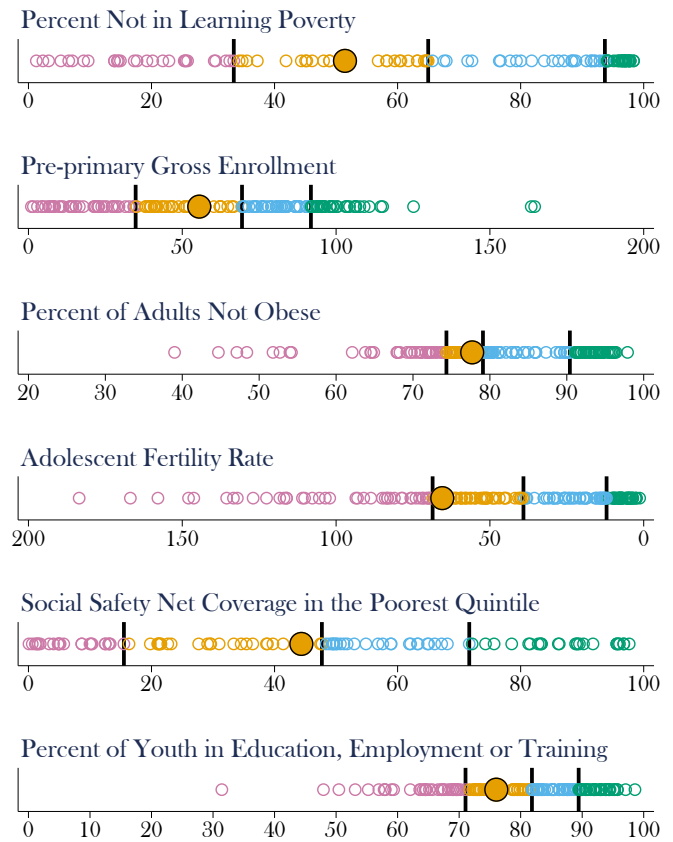 Percent Not in Learning Poverty
0 20 40 60 80 100
Pre-primary Gross Enrollment
0 50 100 150 200
Percent of Adults Not Obese
20 30 40 50 60 70 80 90 100
Adolescent Fertility Rate
200 150 100 50 0
Social Safety Net Coverage in the Poorest Quintile
0 20 40 60 80 100
Percent of Youth in Education, Employment or Training
0 10 20 30 40 50 60 70 80 90 100